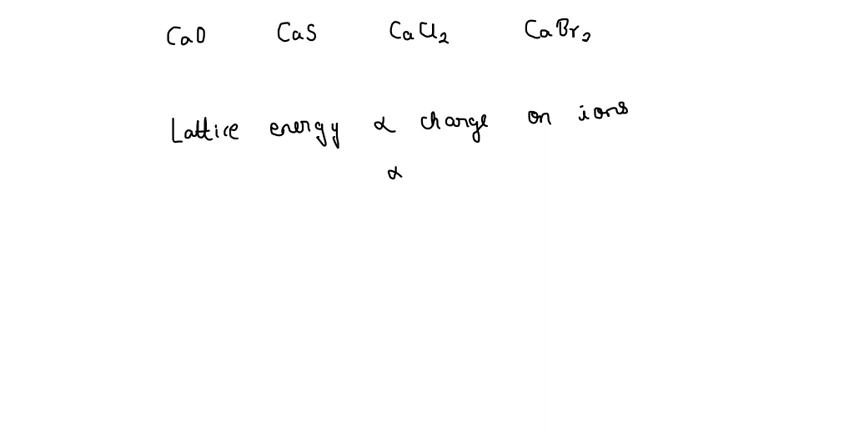 CaO CaS CaCl₂ CaBr₂
Lattice energy ∝ charge on ions
∝